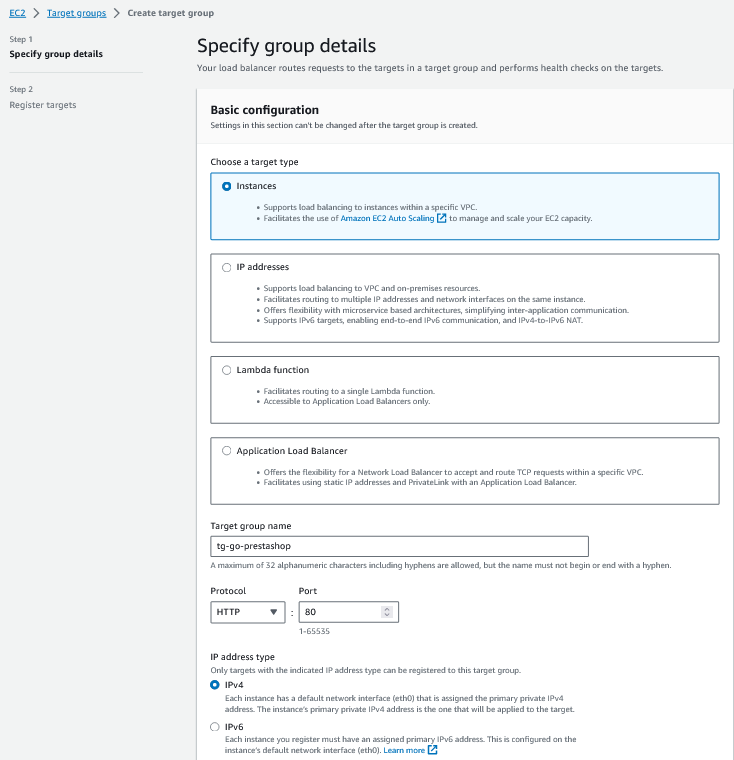 EC2 > Target groups > Create target group
Step 1
Specify group details
Step 2
Register targets
Specify group details
Your load balancer routes requests to the targets in a target group and performs health checks on the targets.
Basic configuration
Settings in this section can't be changed after the target group is created.
Choose a target type
Instances
• Supports load balancing to instances within a specific VPC.
• Facilitates the use of Amazon EC2 Auto Scaling to manage and scale your EC2 capacity.
IP addresses
• Supports load balancing to VPC and on-premises resources.
• Facilitates routing to multiple IP addresses and network interfaces on the same instance.
• Offers flexibility with microservice based architectures, simplifying inter-application communication.
• Supports IPv6 targets, enabling end-to-end IPv6 communication, and IPv4-to-IPv6 NAT.
Lambda function
• Facilitates routing to a single Lambda function.
• Accessible to Application Load Balancers only.
Application Load Balancer
• Offers the flexibility for a Network Load Balancer to accept and route TCP requests within a specific VPC.
• Facilitates using static IP addresses and PrivateLink with an Application Load Balancer.
Target group name
tg-go-prestashop
A maximum of 32 alphanumeric characters including hyphens are allowed, but the name must not begin or end with a hyphen.
Protocol Port
HTTP : 80
1-65535
IP address type
Only targets with the indicated IP address type can be registered to this target group.
IPv4
Each instance has a default network interface (eth0) that is assigned the primary private IPv4
address. The instance's primary private IPv4 address is the one that will be applied to the target.
IPv6
Each instance you register must have an assigned primary IPv6 address. This is configured on the
instance's default network interface (eth0). Learn more